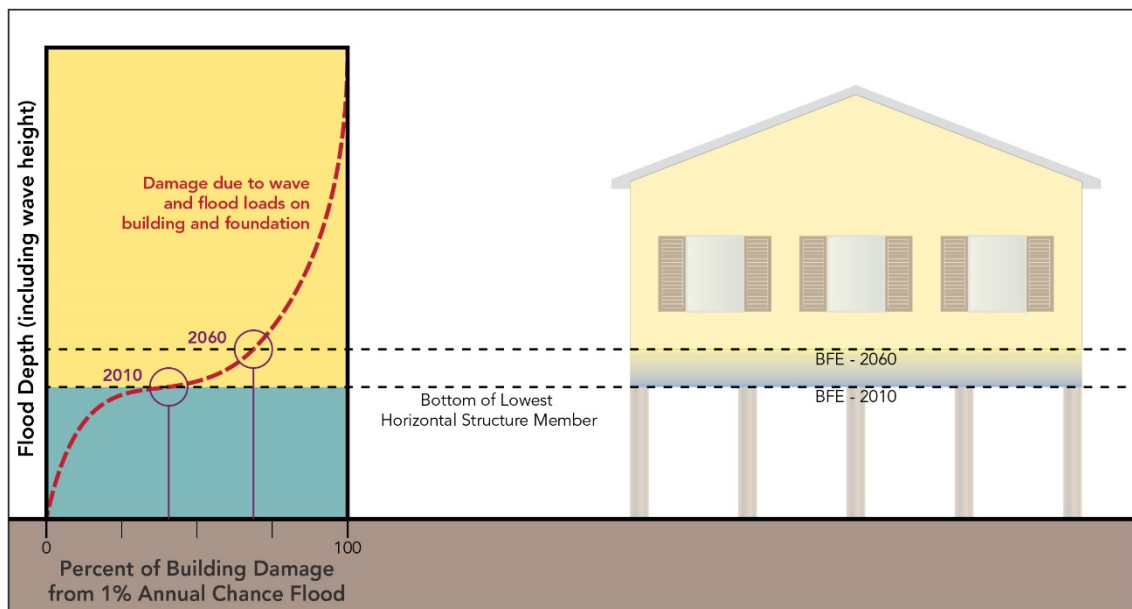 Flood Depth (including wave height)
Damage due to wave
and flood loads on
building and foundation
2060
2010
BFE - 2060
BFE - 2010
Bottom of Lowest
Horizontal Structure Member
0
100
Percent of Building Damage
from 1% Annual Chance Flood